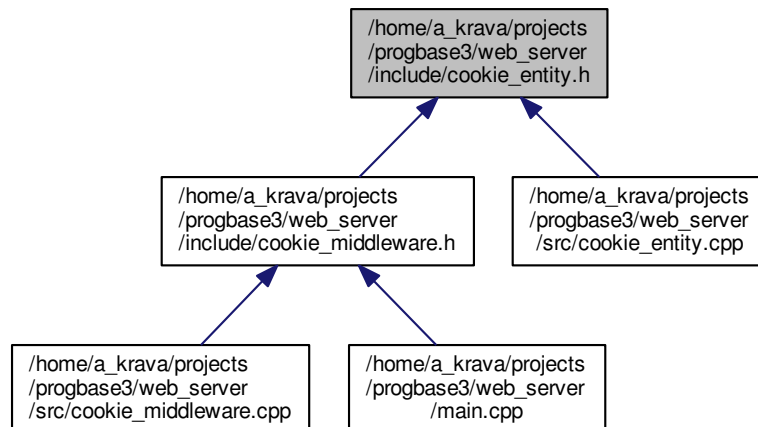 /home/a_krava/projects
/progbase3/web_server
/include/cookie_entity.h
/home/a_krava/projects
/progbase3/web_server
/include/cookie_middleware.h
/home/a_krava/projects
/progbase3/web_server
/src/cookie_entity.cpp
/home/a_krava/projects
/progbase3/web_server
/src/cookie_middleware.cpp
/home/a_krava/projects
/progbase3/web_server
/main.cpp